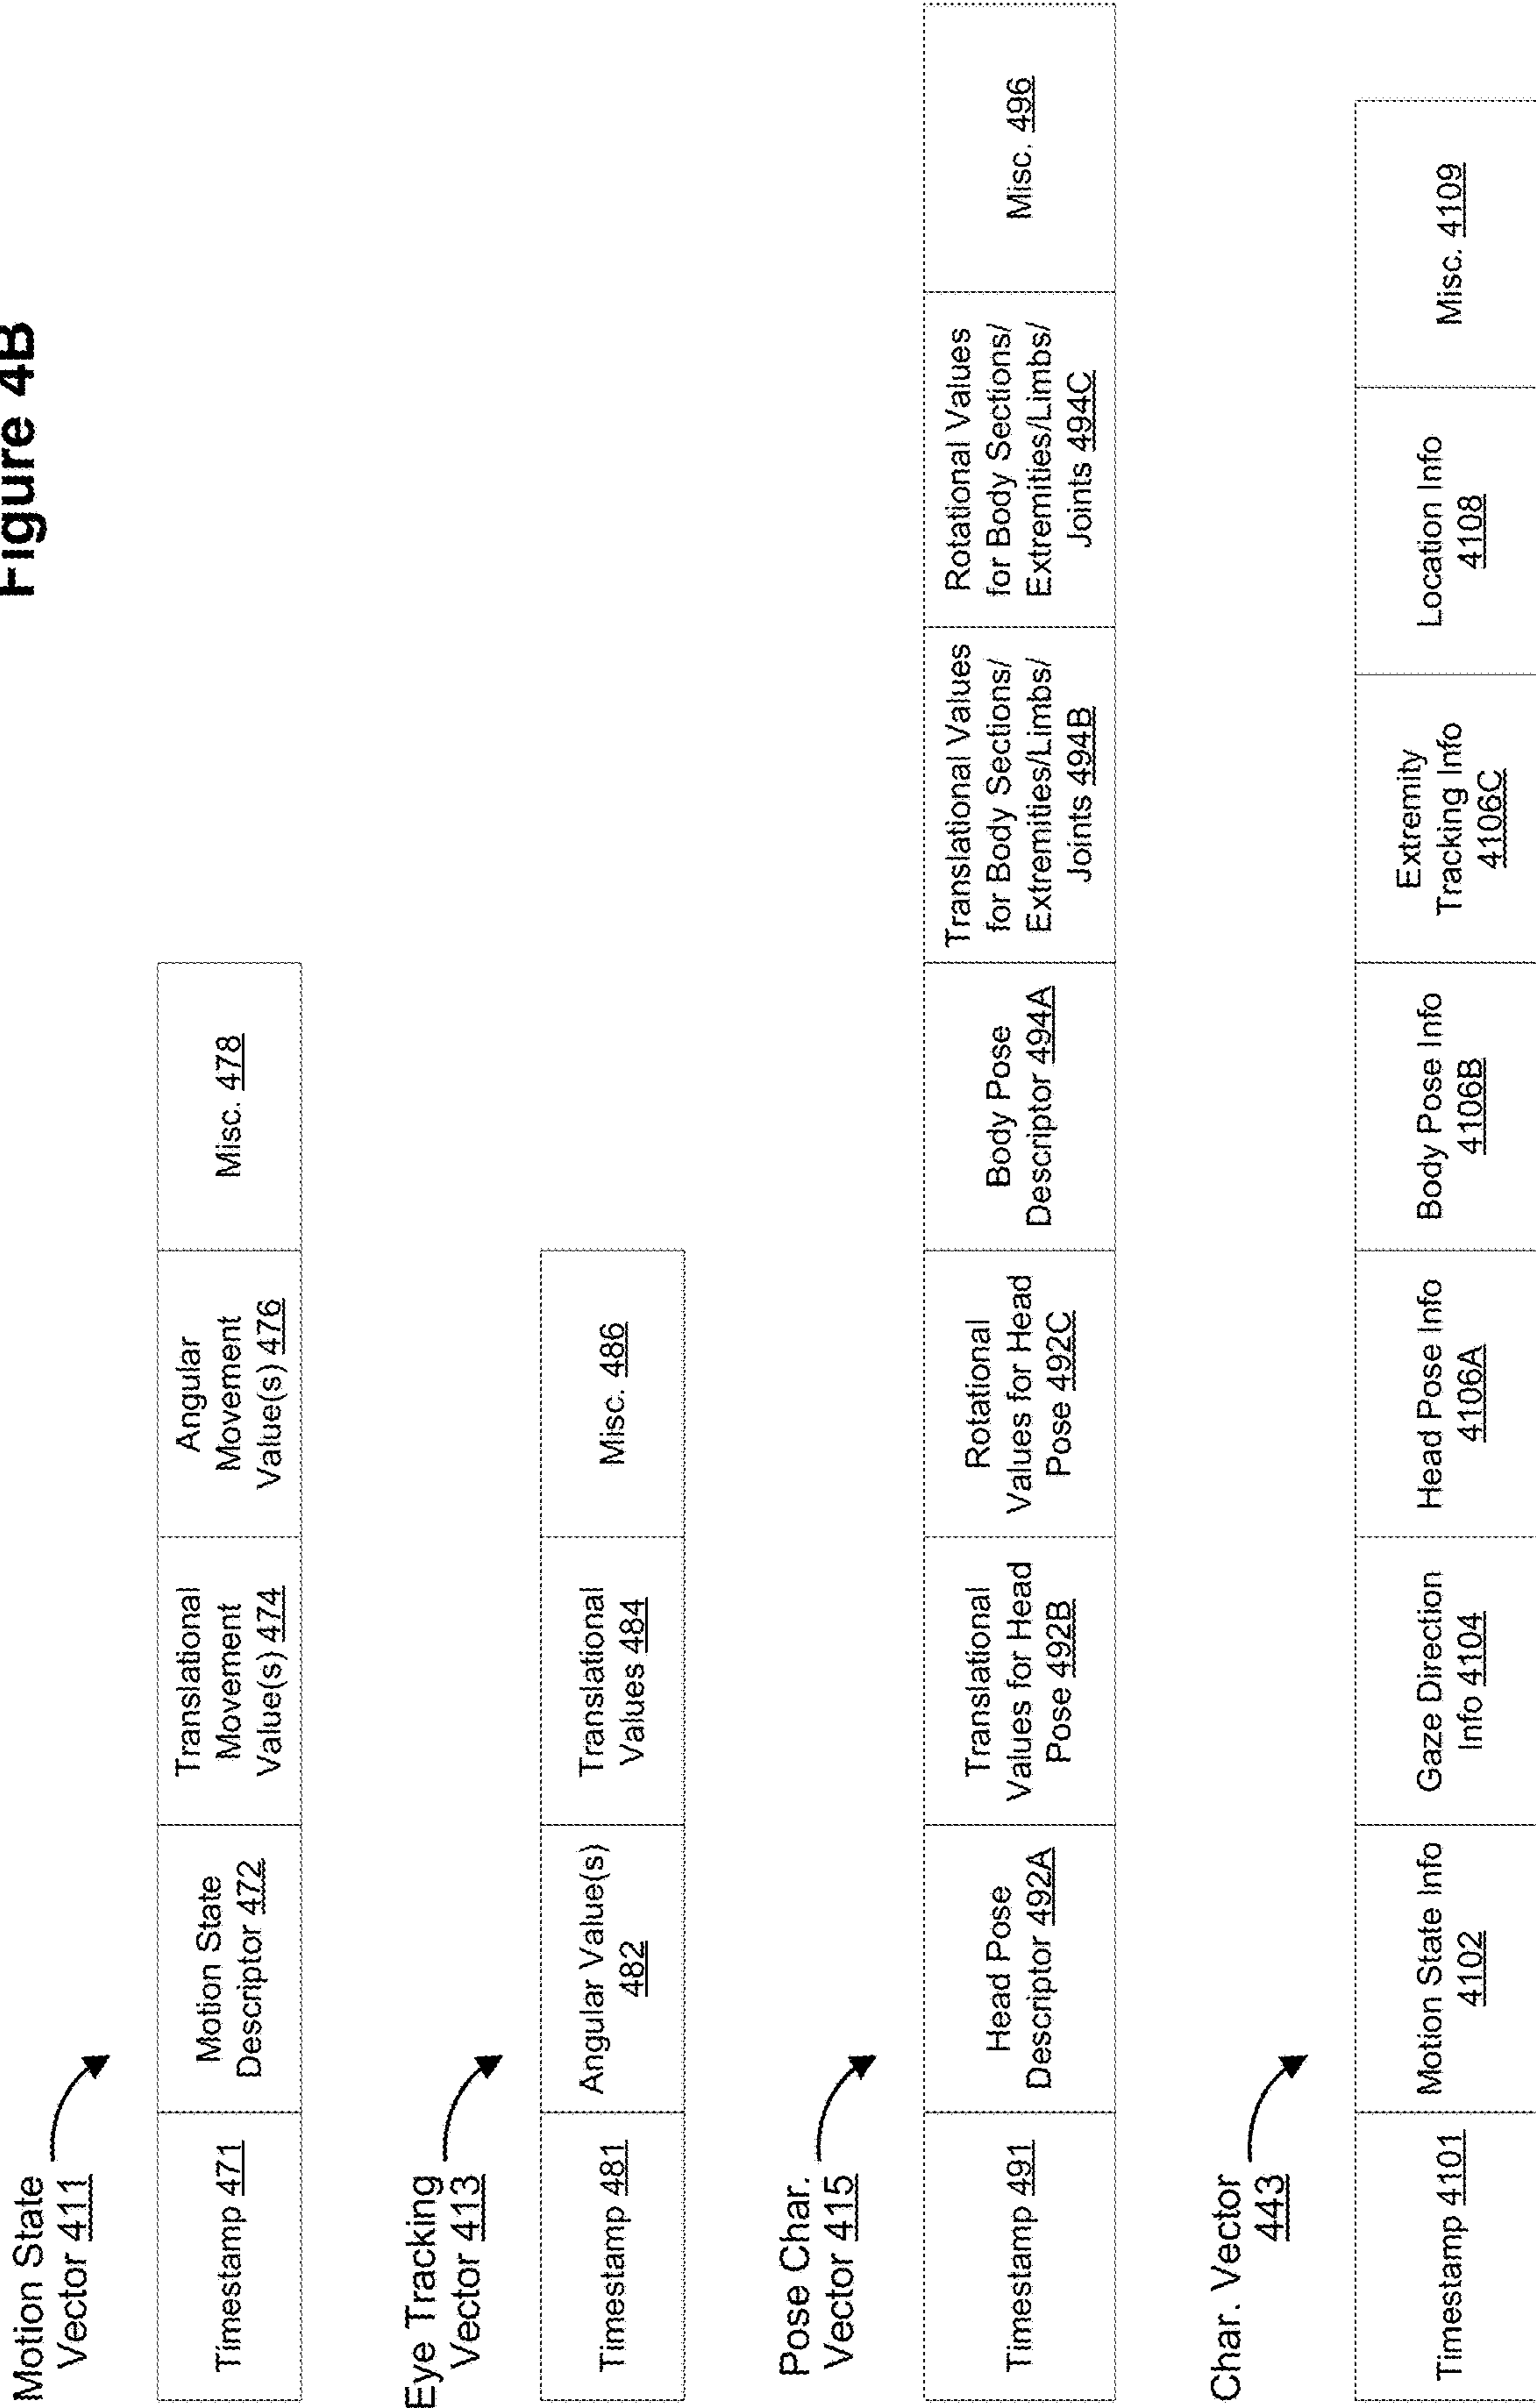 Figure 4B
Motion State
Vector 411
Timestamp 471
Motion State
Descriptor 472
Translational
Movement
Value(s) 474
Angular
Movement
Value(s) 476
Misc. 478
Eye Tracking
Vector 413
Timestamp 481
Angular Value(s)
482
Translational
Values 484
Misc. 486
Pose Char.
Vector 415
Timestamp 491
Head Pose
Descriptor 492A
Translational
Values for Head
Pose 492B
Rotational
Values for Head
Pose 492C
Body Pose
Descriptor 494A
Translational Values
for Body Sections/
Extremities/Limbs/
Joints 494B
Rotational Values
for Body Sections/
Extremities/Limbs/
Joints 494C
Misc. 496
Char. Vector
443
Timestamp 4101
Motion State Info
4102
Gaze Direction
Info 4104
Head Pose Info
4106A
Body Pose Info
4106B
Extremity
Tracking Info
4106C
Location Info
4108
Misc. 4109